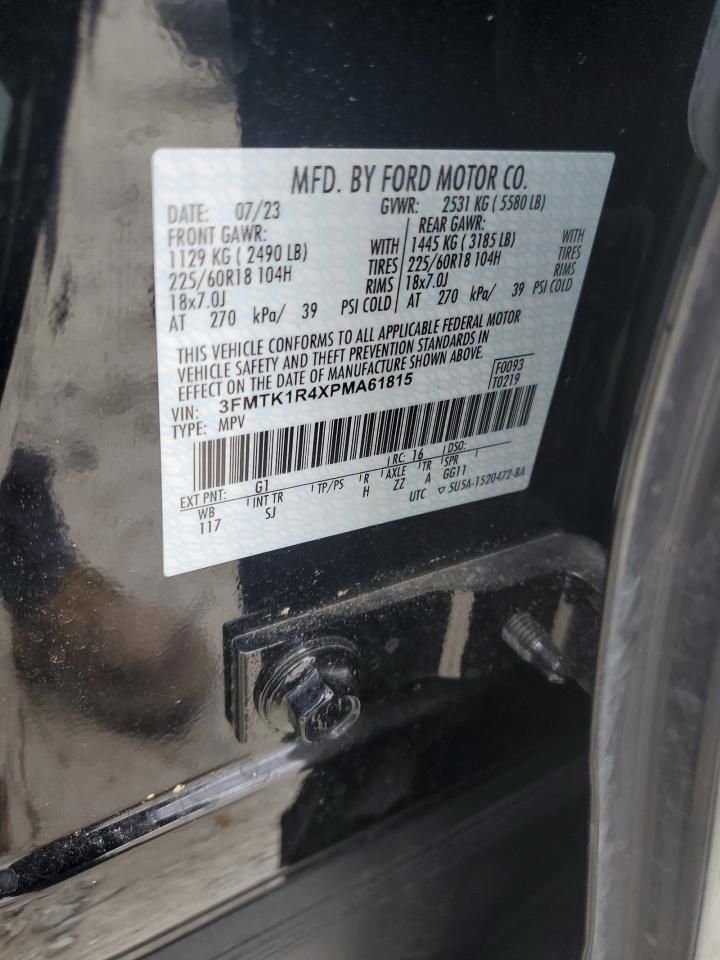 MFD. BY FORD MOTOR CO.
DATE: 07/23 GVWR: 2531 KG ( 5580 LB)
FRONT GAWR: REAR GAWR:
1129 KG ( 2490 LB) WITH 1445 KG ( 3185 LB) WITH
225/60R18 104H TIRES 225/60R18 104H TIRES
18x7.0J RIMS 18x7.0J RIMS
AT 270 kPa/ 39 PSI COLD AT 270 kPa/ 39 PSI COLD
THIS VEHICLE CONFORMS TO ALL APPLICABLE FEDERAL MOTOR
VEHICLE SAFETY AND THEFT PREVENTION STANDARDS IN
EFFECT ON THE DATE OF MANUFACTURE SHOWN ABOVE.
F0093
T0219
VIN: 3FMTK1R4XPMA61815
TYPE: MPV
EXT PNT: G1 RC: 16 DSO:
WB INT TR TP/PS R AXLE TR SPR
117 SJ H ZZ A GG11
UTC ▽ 5U5A-1520472-BA